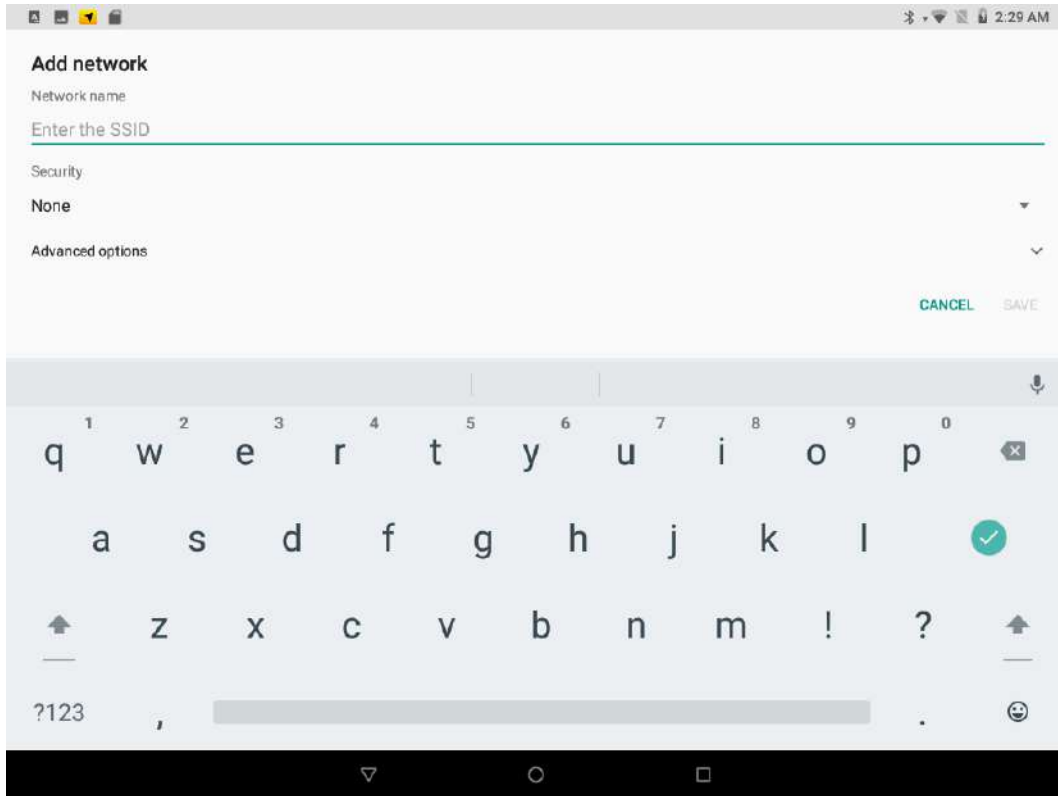 2:29 AM
Add network
Network name
Enter the SSID
Security
None
Advanced options
CANCEL SAVE
1 2 3 4 5 6 7 8 9 0
q w e r t y u i o p
a s d f g h j k l
z x c v b n m ! ?
?123 , .